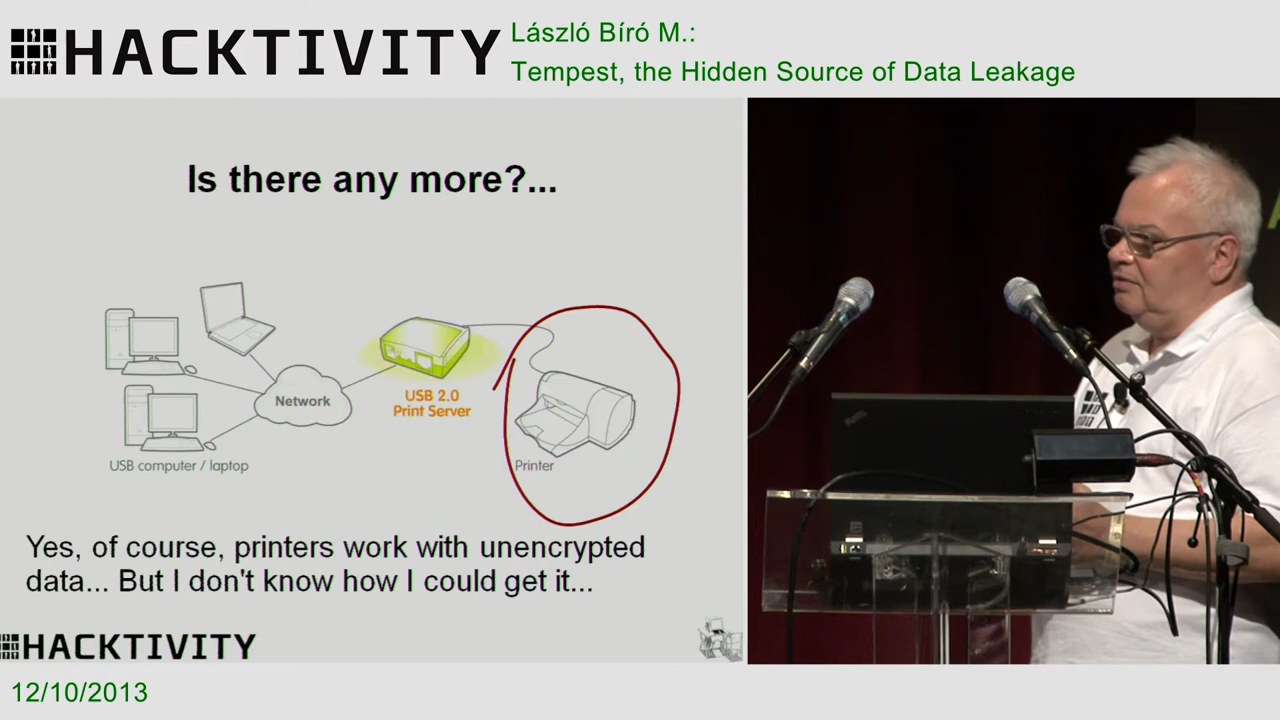 HACKTIVITY
László Bíró M.:
Tempest, the Hidden Source of Data Leakage
Is there any more?...
Network
USB 2.0
Print Server
USB computer / laptop
Printer
Yes, of course, printers work with unencrypted
data... But I don't know how I could get it...
HACKTIVITY
12/10/2013